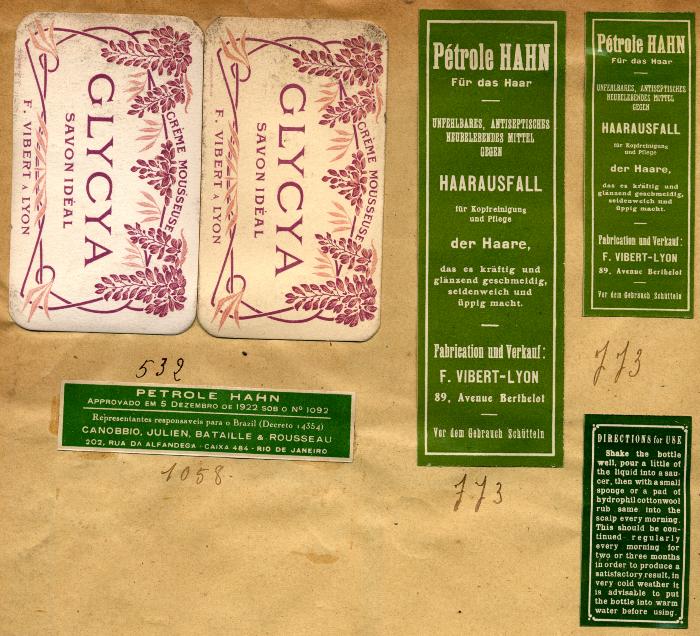 CRÈME MOUSSEUSE
GLYCYA
SAVON IDÉAL
F. VIBERT A LYON
CRÈME MOUSSEUSE
GLYCYA
SAVON IDÉAL
F. VIBERT A LYON
532
PETROLE HAHN
APPROVADO EM 5 DEZEMBRO DE 1922 SOB O Nº 1092
Representantes responsaveis para o Brazil (Decreto 14354)
CANOBBIO, JULIEN, BATAILLE & ROUSSEAU
202, RUA DA ALFANDEGA - CAIXA 484 - RIO DE JANEIRO
1058
Pétrole HAHN
Für das Haar
UNFEHLBARES, ANTISEPTISCHES
NEUBELEBENDES MITTEL
GEGEN
HAARAUSFALL
für Kopfreinigung
und Pflege
der Haare,
das es kräftig und
glänzend geschmeidig,
seidenweich und
üppig macht.
Fabrication und Verkauf :
F. VIBERT-LYON
89, Avenue Berthelot
Vor dem Gebrauch Schütteln
773
Pétrole HAHN
Für das Haar
UNFEHLBARES, ANTISEPTISCHES
NEUBELEBENDES MITTEL
GEGEN
HAARAUSFALL
für Kopfreinigung
und Pflege
der Haare,
das es kräftig und
glänzend geschmeidig,
seidenweich und
üppig macht.
Fabrication und Verkauf :
F. VIBERT-LYON
89, Avenue Berthelot
Vor dem Gebrauch Schütteln
773
DIRECTIONS for USE
Shake the bottle
well, pour a little of
the liquid into a sau-
cer, then with a small
sponge or a pad of
hydrophil cottonwool
rub same into the
scalp every morning.
This should be con-
tinued regularly
every morning for
two or three months
in order to produce a
satisfactory result, in
very cold weather it
is advisable to put
the bottle into warm
water before using.